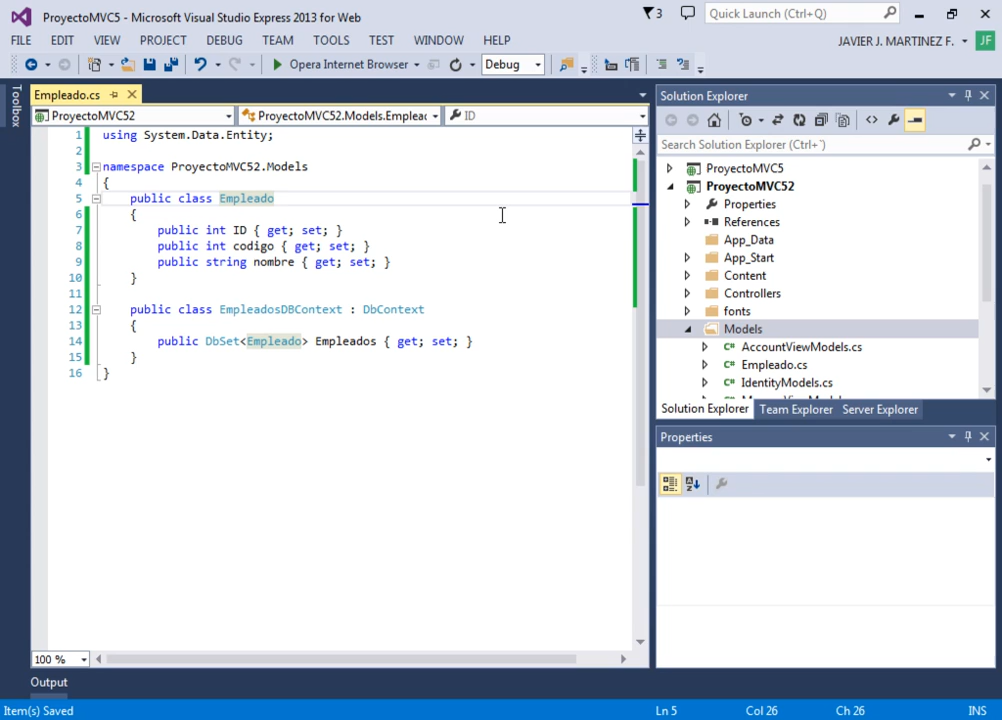 ProyectoMVC5 - Microsoft Visual Studio Express 2013 for Web
3
Quick Launch (Ctrl+Q)
FILE EDIT VIEW PROJECT DEBUG TEAM TOOLS TEST WINDOW HELP
JAVIER J. MARTINEZ F. JF
Opera Internet Browser Debug
Toolbox
Empleado.cs
ProyectoMVC52 ProyectoMVC52.Models.Emplead ID
1 using System.Data.Entity;
2
3 namespace ProyectoMVC52.Models
4 {
5 public class Empleado
6 {
7 public int ID { get; set; }
8 public int codigo { get; set; }
9 public string nombre { get; set; }
10 }
11
12 public class EmpleadosDBContext : DbContext
13 {
14 public DbSet<Empleado> Empleados { get; set; }
15 }
16 }
100 %
Solution Explorer
Search Solution Explorer (Ctrl+¨)
ProyectoMVC5
ProyectoMVC52
Properties
References
App_Data
App_Start
Content
Controllers
fonts
Models
C# AccountViewModels.cs
C# Empleado.cs
C# IdentityModels.cs
Solution Explorer Team Explorer Server Explorer
Properties
Output
Item(s) Saved Ln 5 Col 26 Ch 26 INS